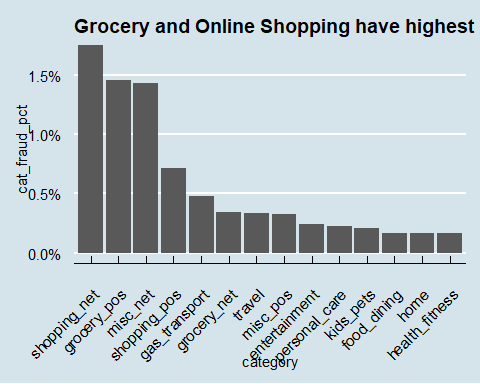 Grocery and Online Shopping have highest
cat_fraud_pct
1.5%
1.0%
0.5%
0.0%
shopping_net
grocery_pos
misc_net
shopping_pos
gas_transport
grocery_net
travel
misc_pos
entertainment
personal_care
kids_pets
food_dining
home
health_fitness
category